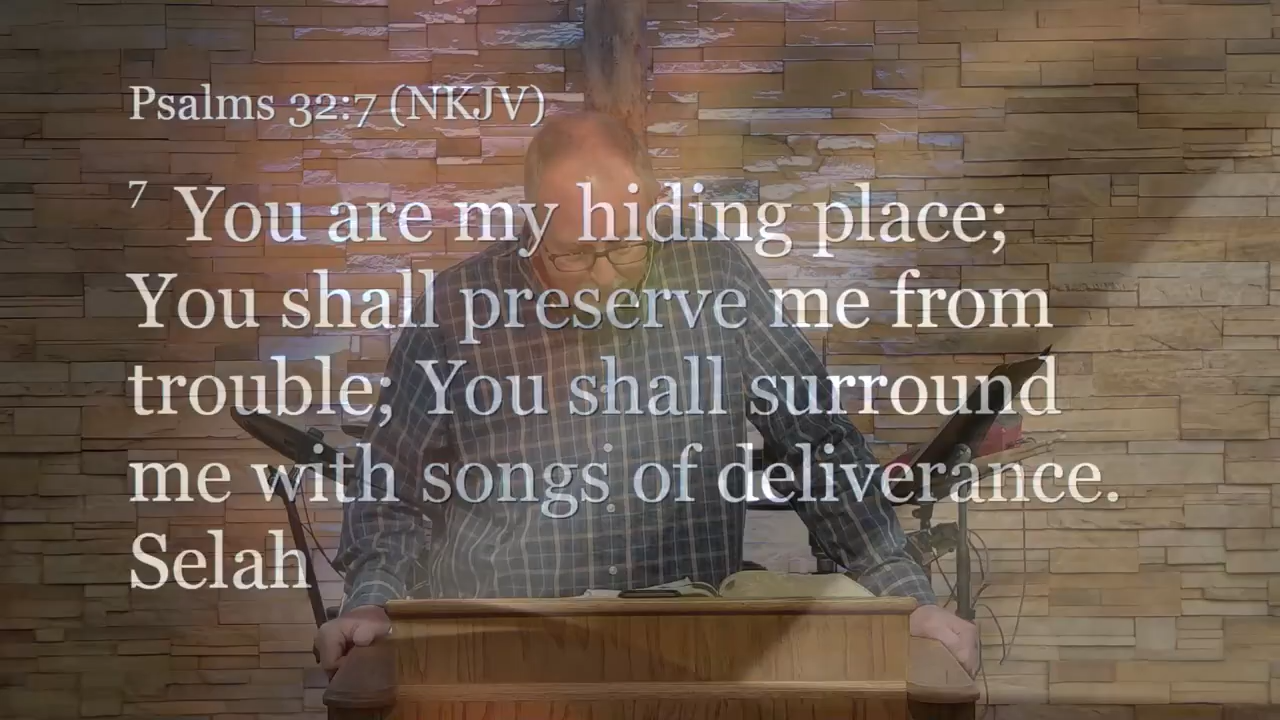 Psalms 32:7 (NKJV)
7 You are my hiding place;
You shall preserve me from
trouble; You shall surround
me with songs of deliverance.
Selah